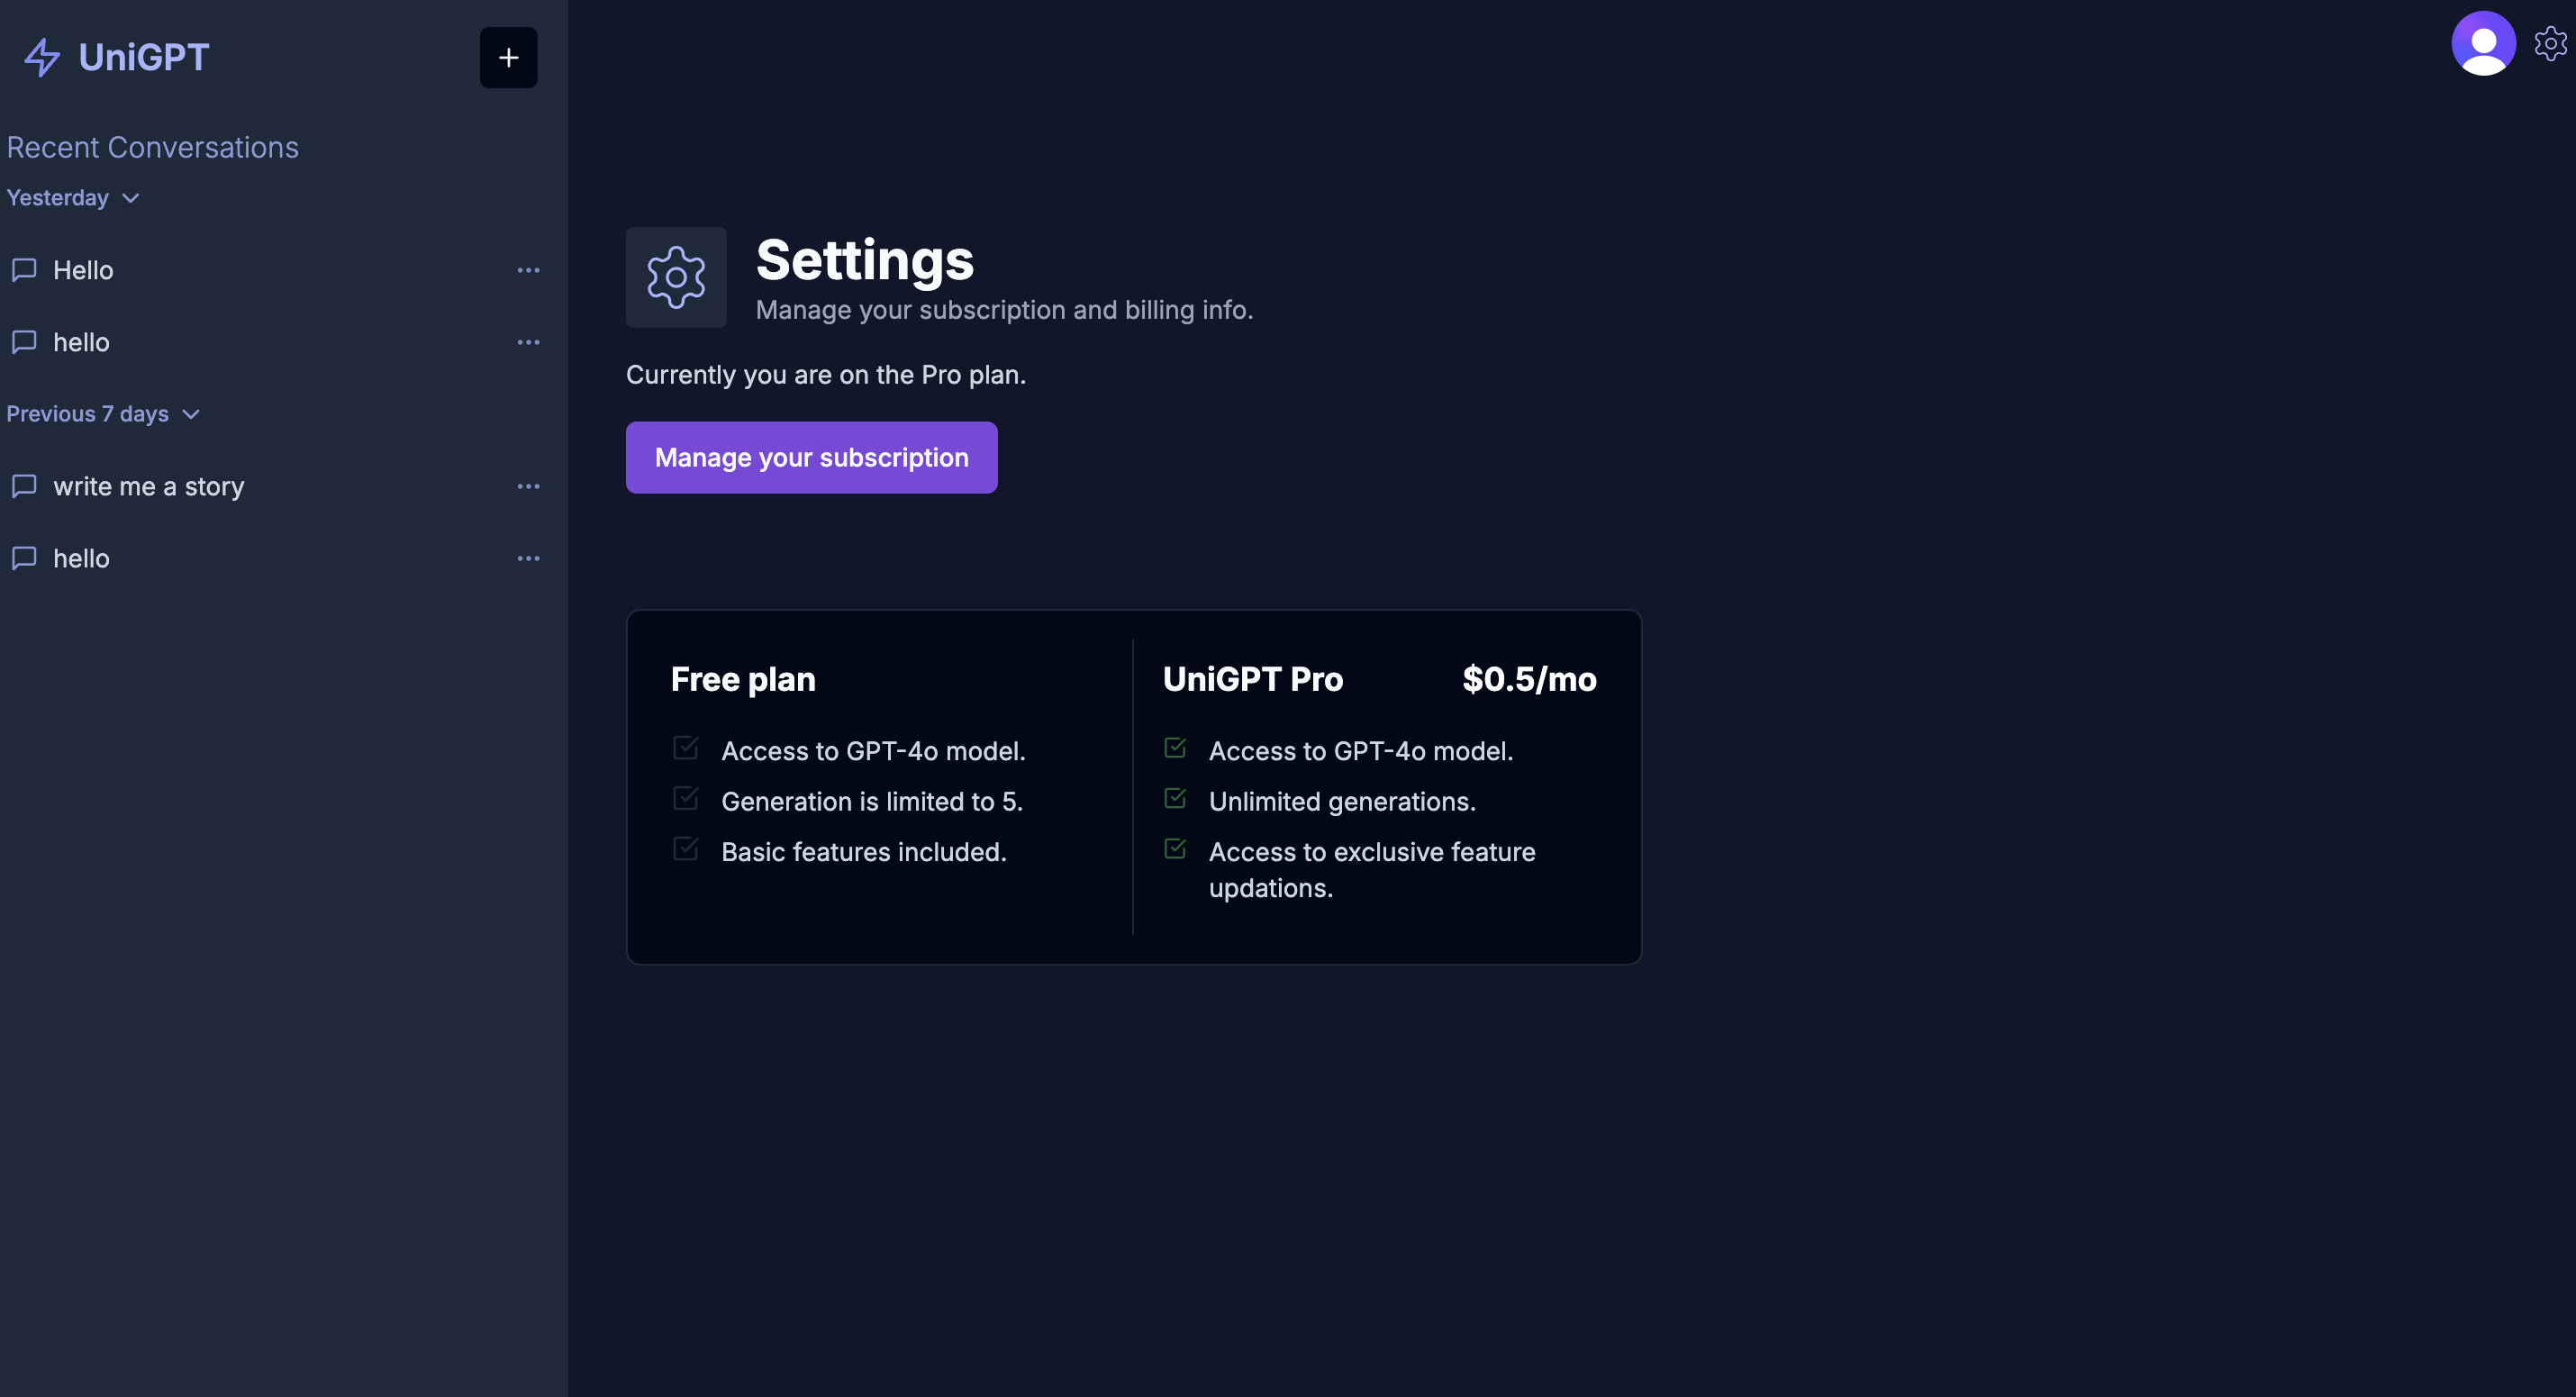 UniGPT
Recent Conversations
Yesterday
Hello
hello
Previous 7 days
write me a story
hello
Settings
Manage your subscription and billing info.
Currently you are on the Pro plan.
Manage your subscription
Free plan
Access to GPT-4o model.
Generation is limited to 5.
Basic features included.
UniGPT Pro
$0.5/mo
Access to GPT-4o model.
Unlimited generations.
Access to exclusive feature
updations.